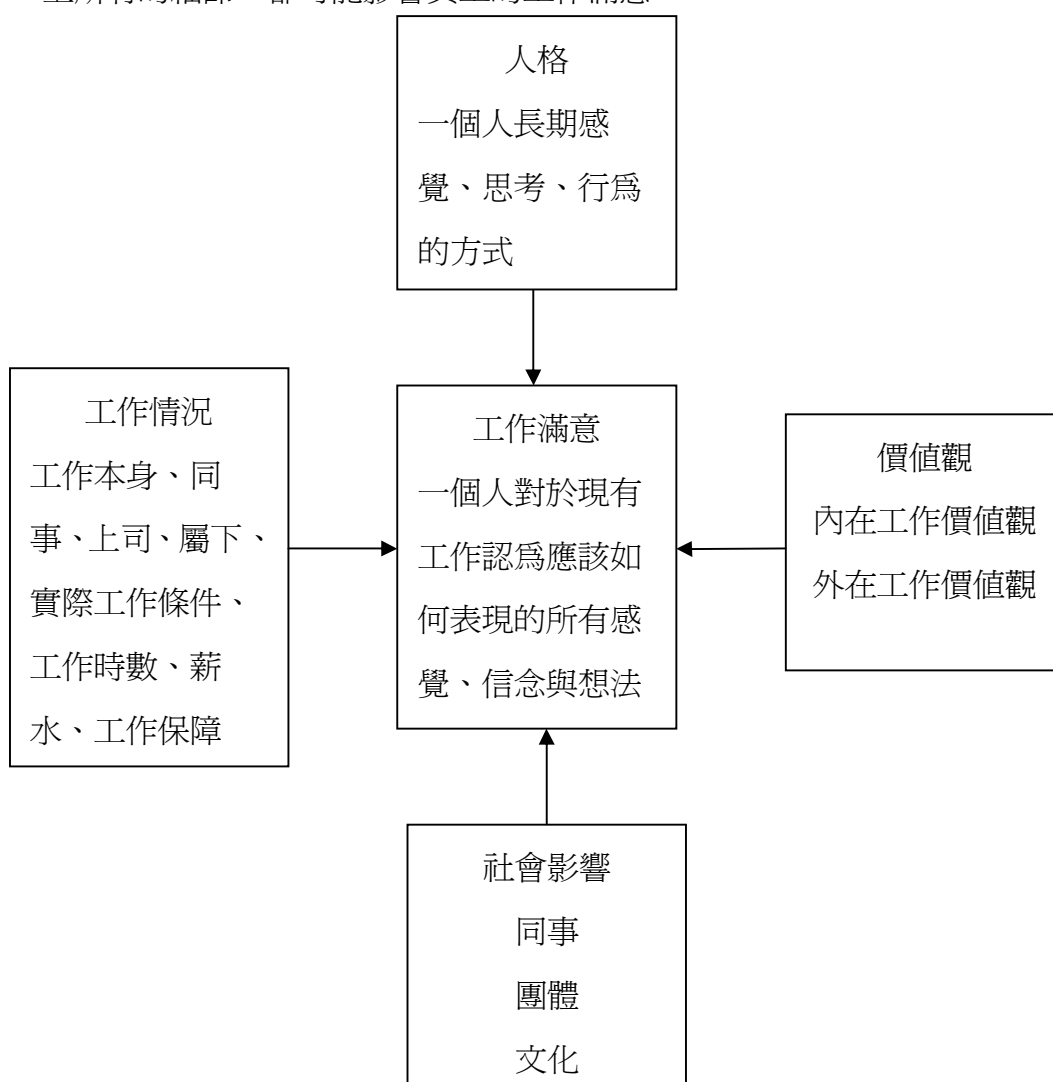 人格
一個人長期感
覺、思考、行為
的方式
工作情況
工作本身、同
事、上司、屬下、
實際工作條件、
工作時數、薪
水、工作保障
工作滿意
一個人對於現有
工作認為應該如
何表現的所有感
覺、信念與想法
價值觀
內在工作價值觀
外在工作價值觀
社會影響
同事
團體
文化